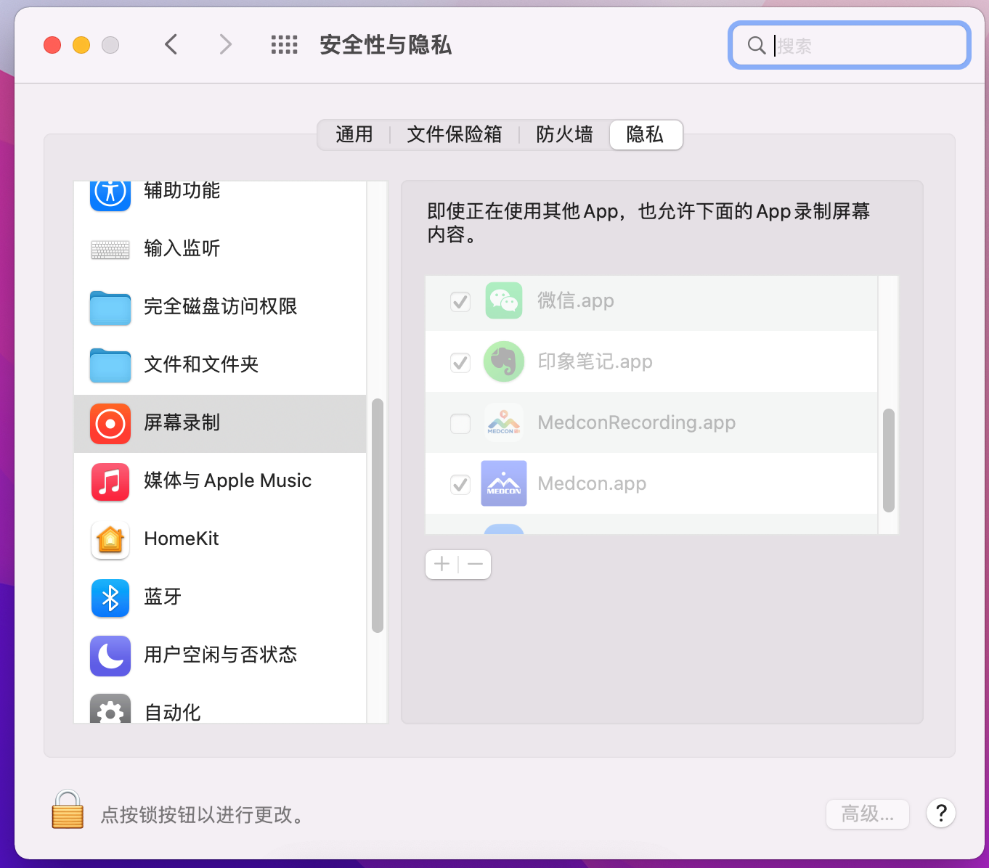 安全性与隐私
搜索
通用
文件保险箱
防火墙
隐私
辅助功能
输入监听
完全磁盘访问权限
文件和文件夹
屏幕录制
媒体与 Apple Music
HomeKit
蓝牙
用户空闲与否状态
自动化
即使正在使用其他 App，也允许下面的 App 录制屏幕
内容。
微信.app
印象笔记.app
MEDCON
MedconRecording.app
MEDCON
Medcon.app
点按锁按钮以进行更改。
高级...
?